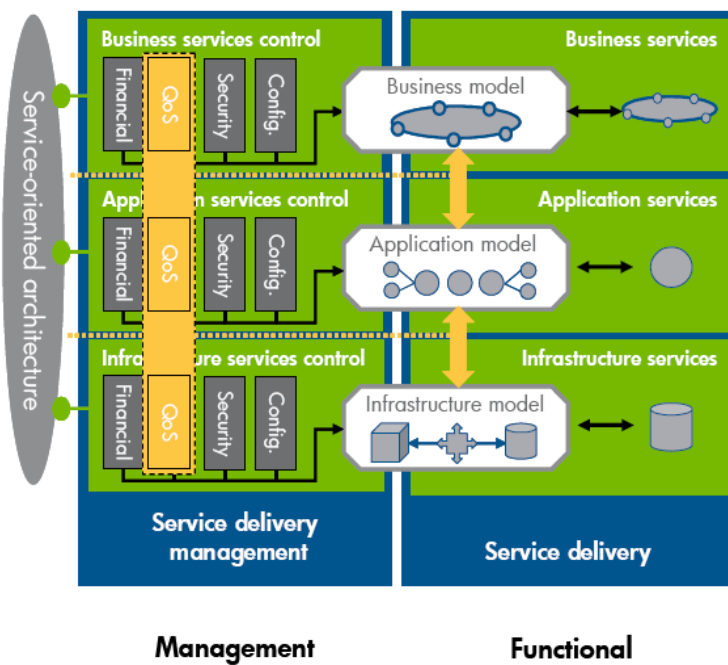 Service-oriented architecture
Business services control
Financial
QoS
Security
Config.
Business model
Business services
Application services control
Financial
QoS
Security
Config.
Application model
Application services
Infrastructure services control
Financial
QoS
Security
Config.
Infrastructure model
Infrastructure services
Service delivery
management
Service delivery
Management
Functional